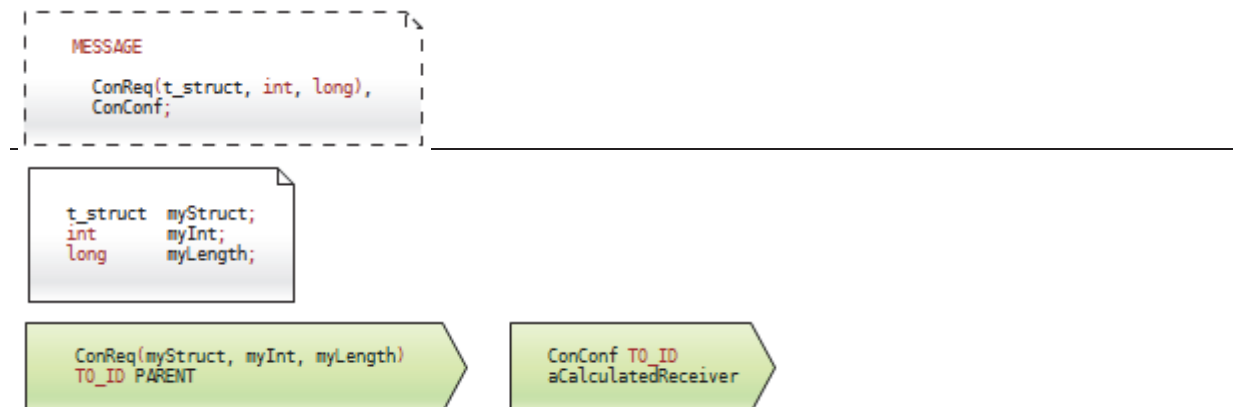 MESSAGE
ConReq(t_struct, int, long),
ConConf;
t_struct myStruct;
int myInt;
long myLength;
ConReq(myStruct, myInt, myLength)
TO_ID PARENT
ConConf TO_ID
aCalculatedReceiver